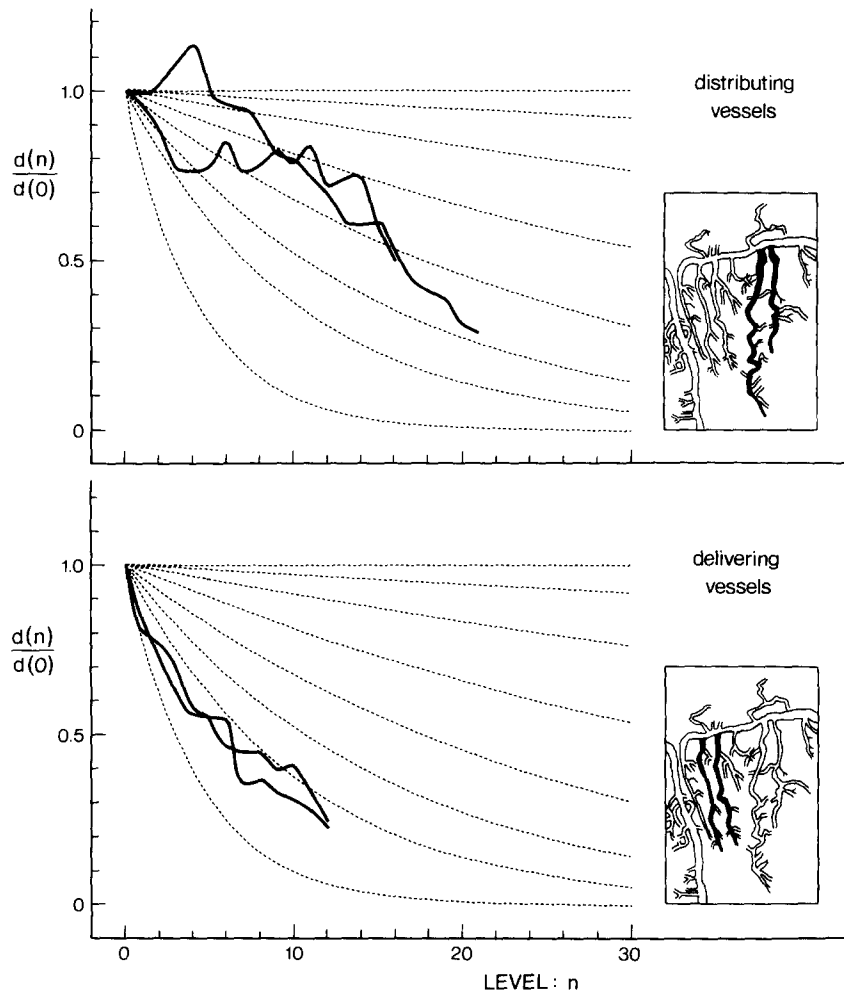 1.0
0.5
0
d(n)
d(0)
distributing
vessels
1.0
0.5
0
d(n)
d(0)
delivering
vessels
0
10
20
30
LEVEL: n